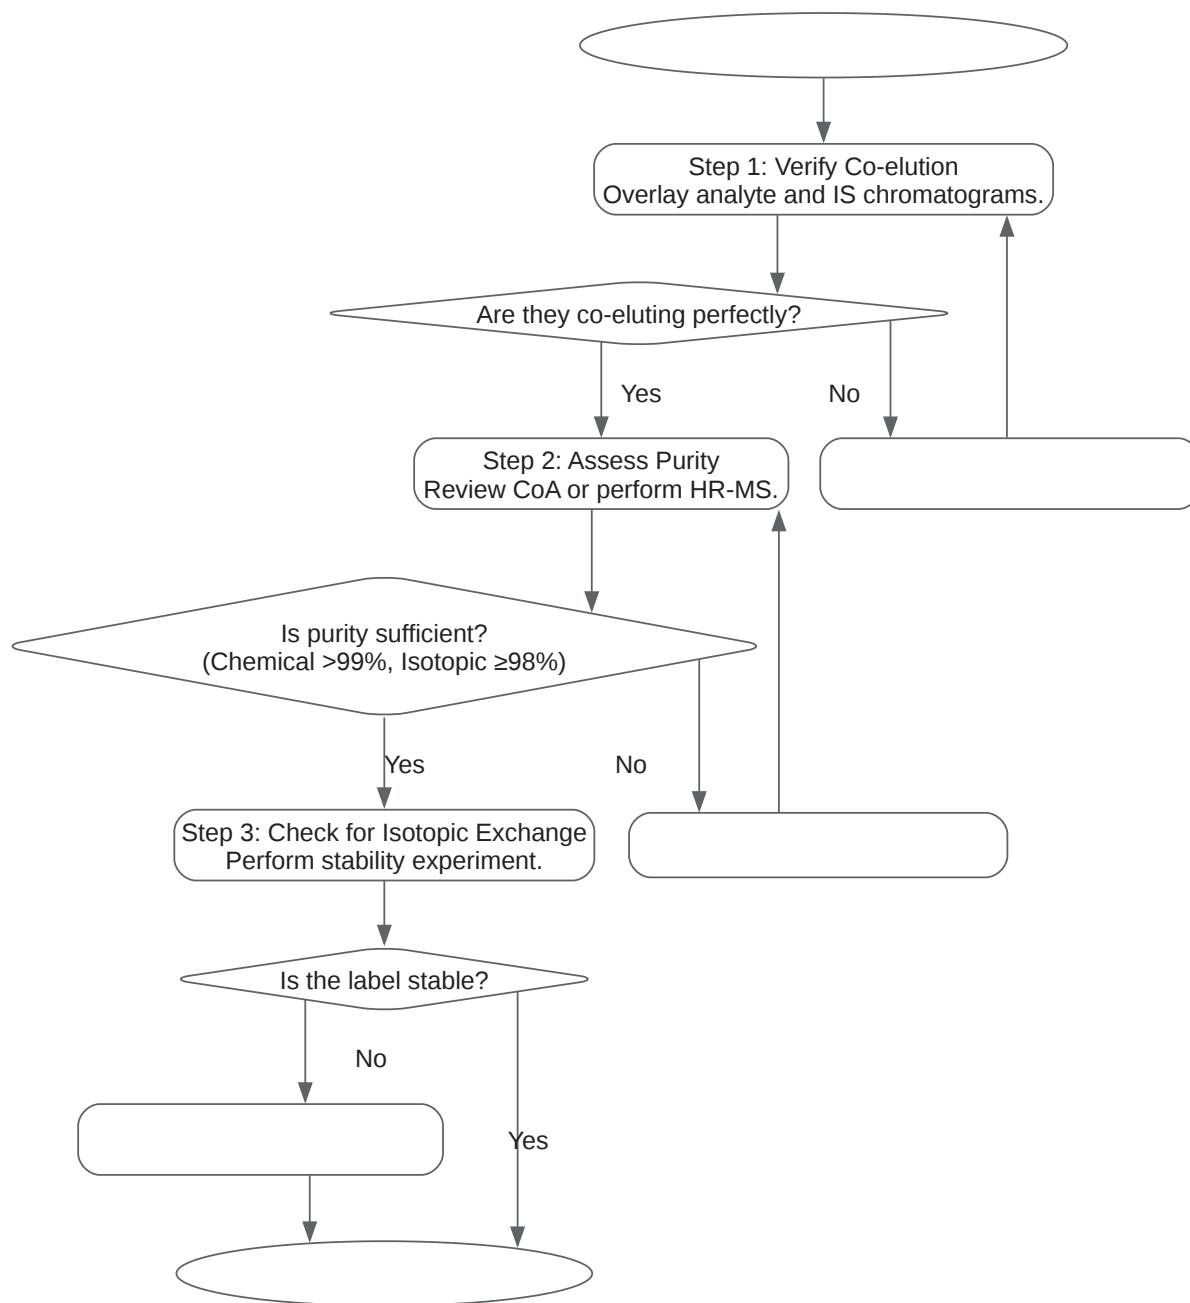 Step 1: Verify Co-elution
Overlay analyte and IS chromatograms.
Are they co-eluting perfectly?
Yes
No
Step 2: Assess Purity
Review CoA or perform HR-MS.
Is purity sufficient?
(Chemical >99%, Isotopic ≥98%)
Yes
No
Step 3: Check for Isotopic Exchange
Perform stability experiment.
Is the label stable?
No
Yes